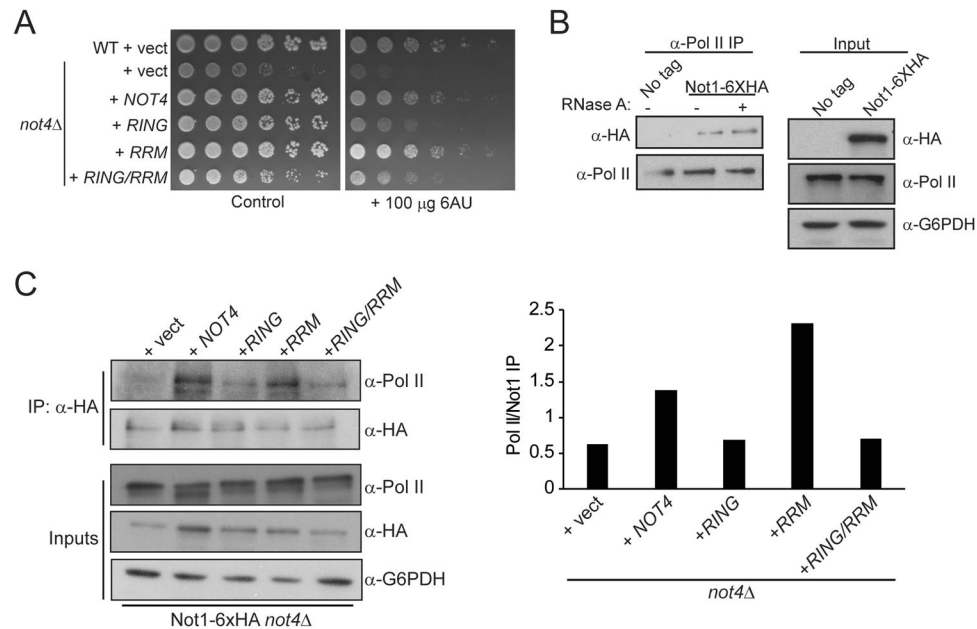 A
WT + vect
+ vect
+ NOT4
+ RING
+ RRM
+ RING/RRM
not4Δ
Control
+ 100 μg 6AU
B
α-Pol II IP
No tag
Not1-6XHA
RNase A: - - +
α-HA
α-Pol II
Input
No tag
Not1-6XHA
α-HA
α-Pol II
α-G6PDH
C
+ vect
+ NOT4
+RING
+RRM
+RING/RRM
IP: α-HA
α-Pol II
α-HA
Inputs
α-Pol II
α-HA
α-G6PDH
Not1-6xHA not4Δ
Pol II/Not1 IP
2.5
2
1.5
1
0.5
0
+ vect
+ NOT4
+RING
+RRM
+RING/RRM
not4Δ